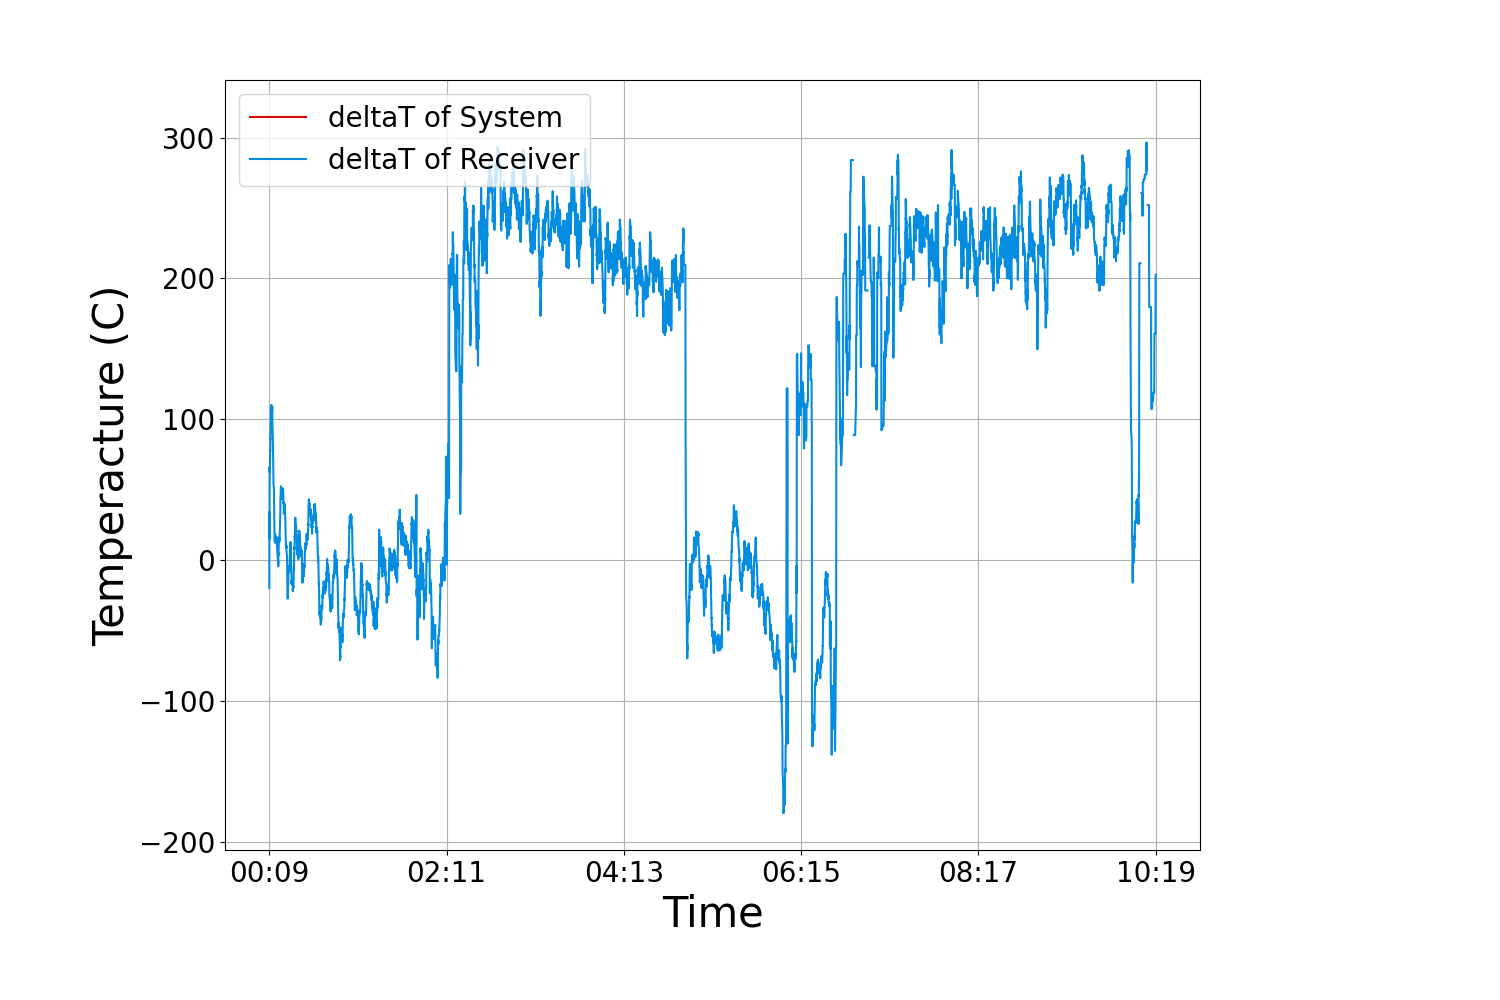 deltaT of System
deltaT of Receiver
Temperacture (C)
300
200
100
0
−100
−200
00:09 02:11 04:13 06:15 08:17 10:19
Time